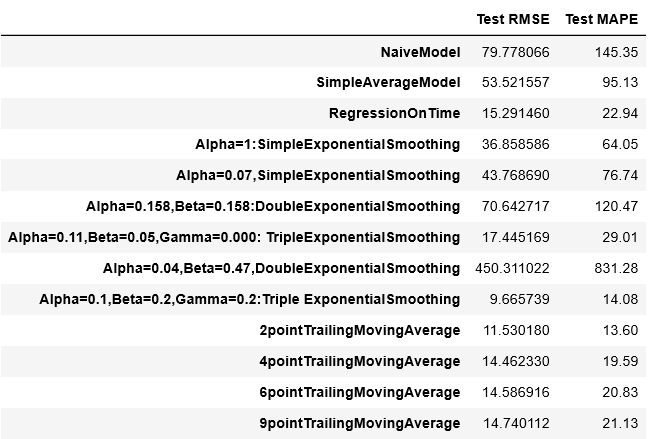 Test RMSE Test MAPE
NaiveModel 79.778066 145.35
SimpleAverageModel 53.521557 95.13
RegressionOnTime 15.291460 22.94
Alpha=1:SimpleExponentialSmoothing 36.858586 64.05
Alpha=0.07,SimpleExponentialSmoothing 43.768690 76.74
Alpha=0.158,Beta=0.158:DoubleExponentialSmoothing 70.642717 120.47
Alpha=0.11,Beta=0.05,Gamma=0.000: TripleExponentialSmoothing 17.445169 29.01
Alpha=0.04,Beta=0.47,DoubleExponentialSmoothing 450.311022 831.28
Alpha=0.1,Beta=0.2,Gamma=0.2:Triple ExponentialSmoothing 9.665739 14.08
2pointTrailingMovingAverage 11.530180 13.60
4pointTrailingMovingAverage 14.462330 19.59
6pointTrailingMovingAverage 14.586916 20.83
9pointTrailingMovingAverage 14.740112 21.13